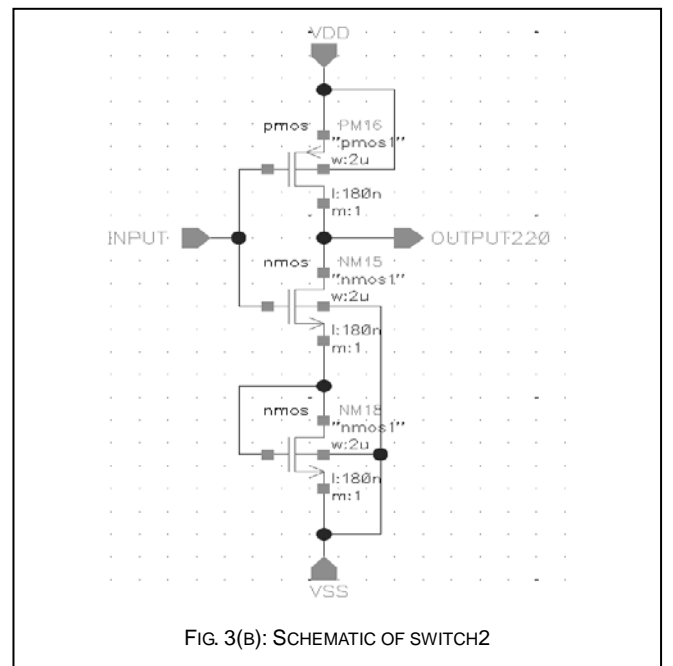 VDD
pmos PM16
"pmos1"
w:2u
l:180n
m:1
INPUT OUTPUT220
nmos NM15
"nmos1"
w:2u
l:180n
m:1
nmos NM18
"nmos1"
w:2u
l:180n
m:1
VSS
FIG. 3(B): SCHEMATIC OF SWITCH2